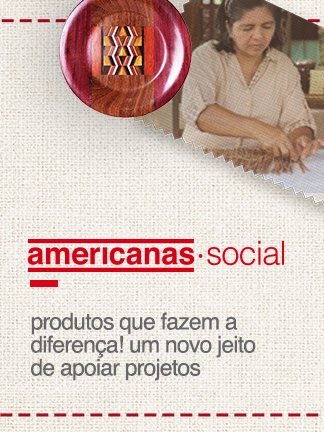 americanas·social
produtos que fazem a
diferença! um novo jeito
de apoiar projetos